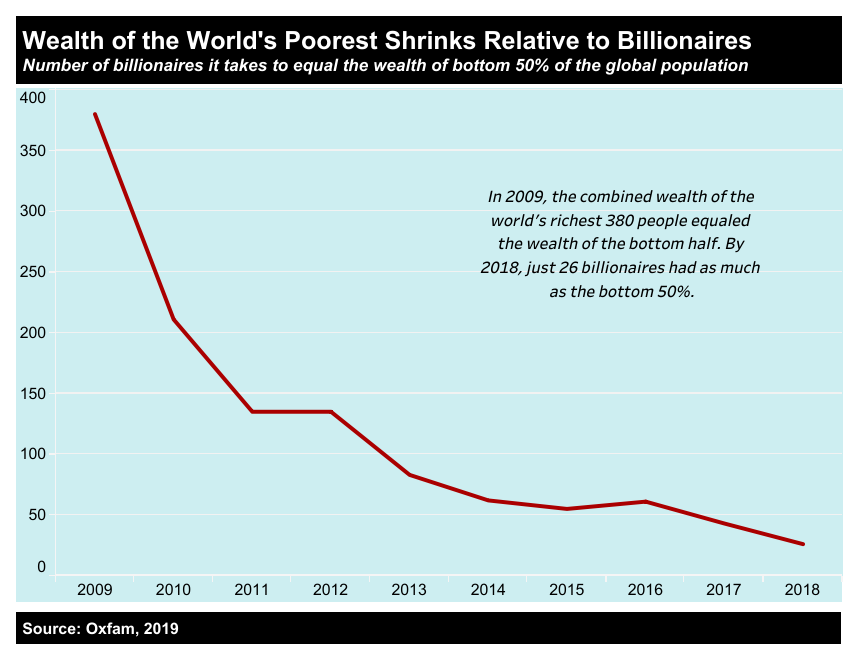 Wealth of the World's Poorest Shrinks Relative to Billionaires
Number of billionaires it takes to equal the wealth of bottom 50% of the global population
400
350
300
250
200
150
100
50
0
In 2009, the combined wealth of the
world's richest 380 people equaled
the wealth of the bottom half. By
2018, just 26 billionaires had as much
as the bottom 50%.
2009 2010 2011 2012 2013 2014 2015 2016 2017 2018
Source: Oxfam, 2019